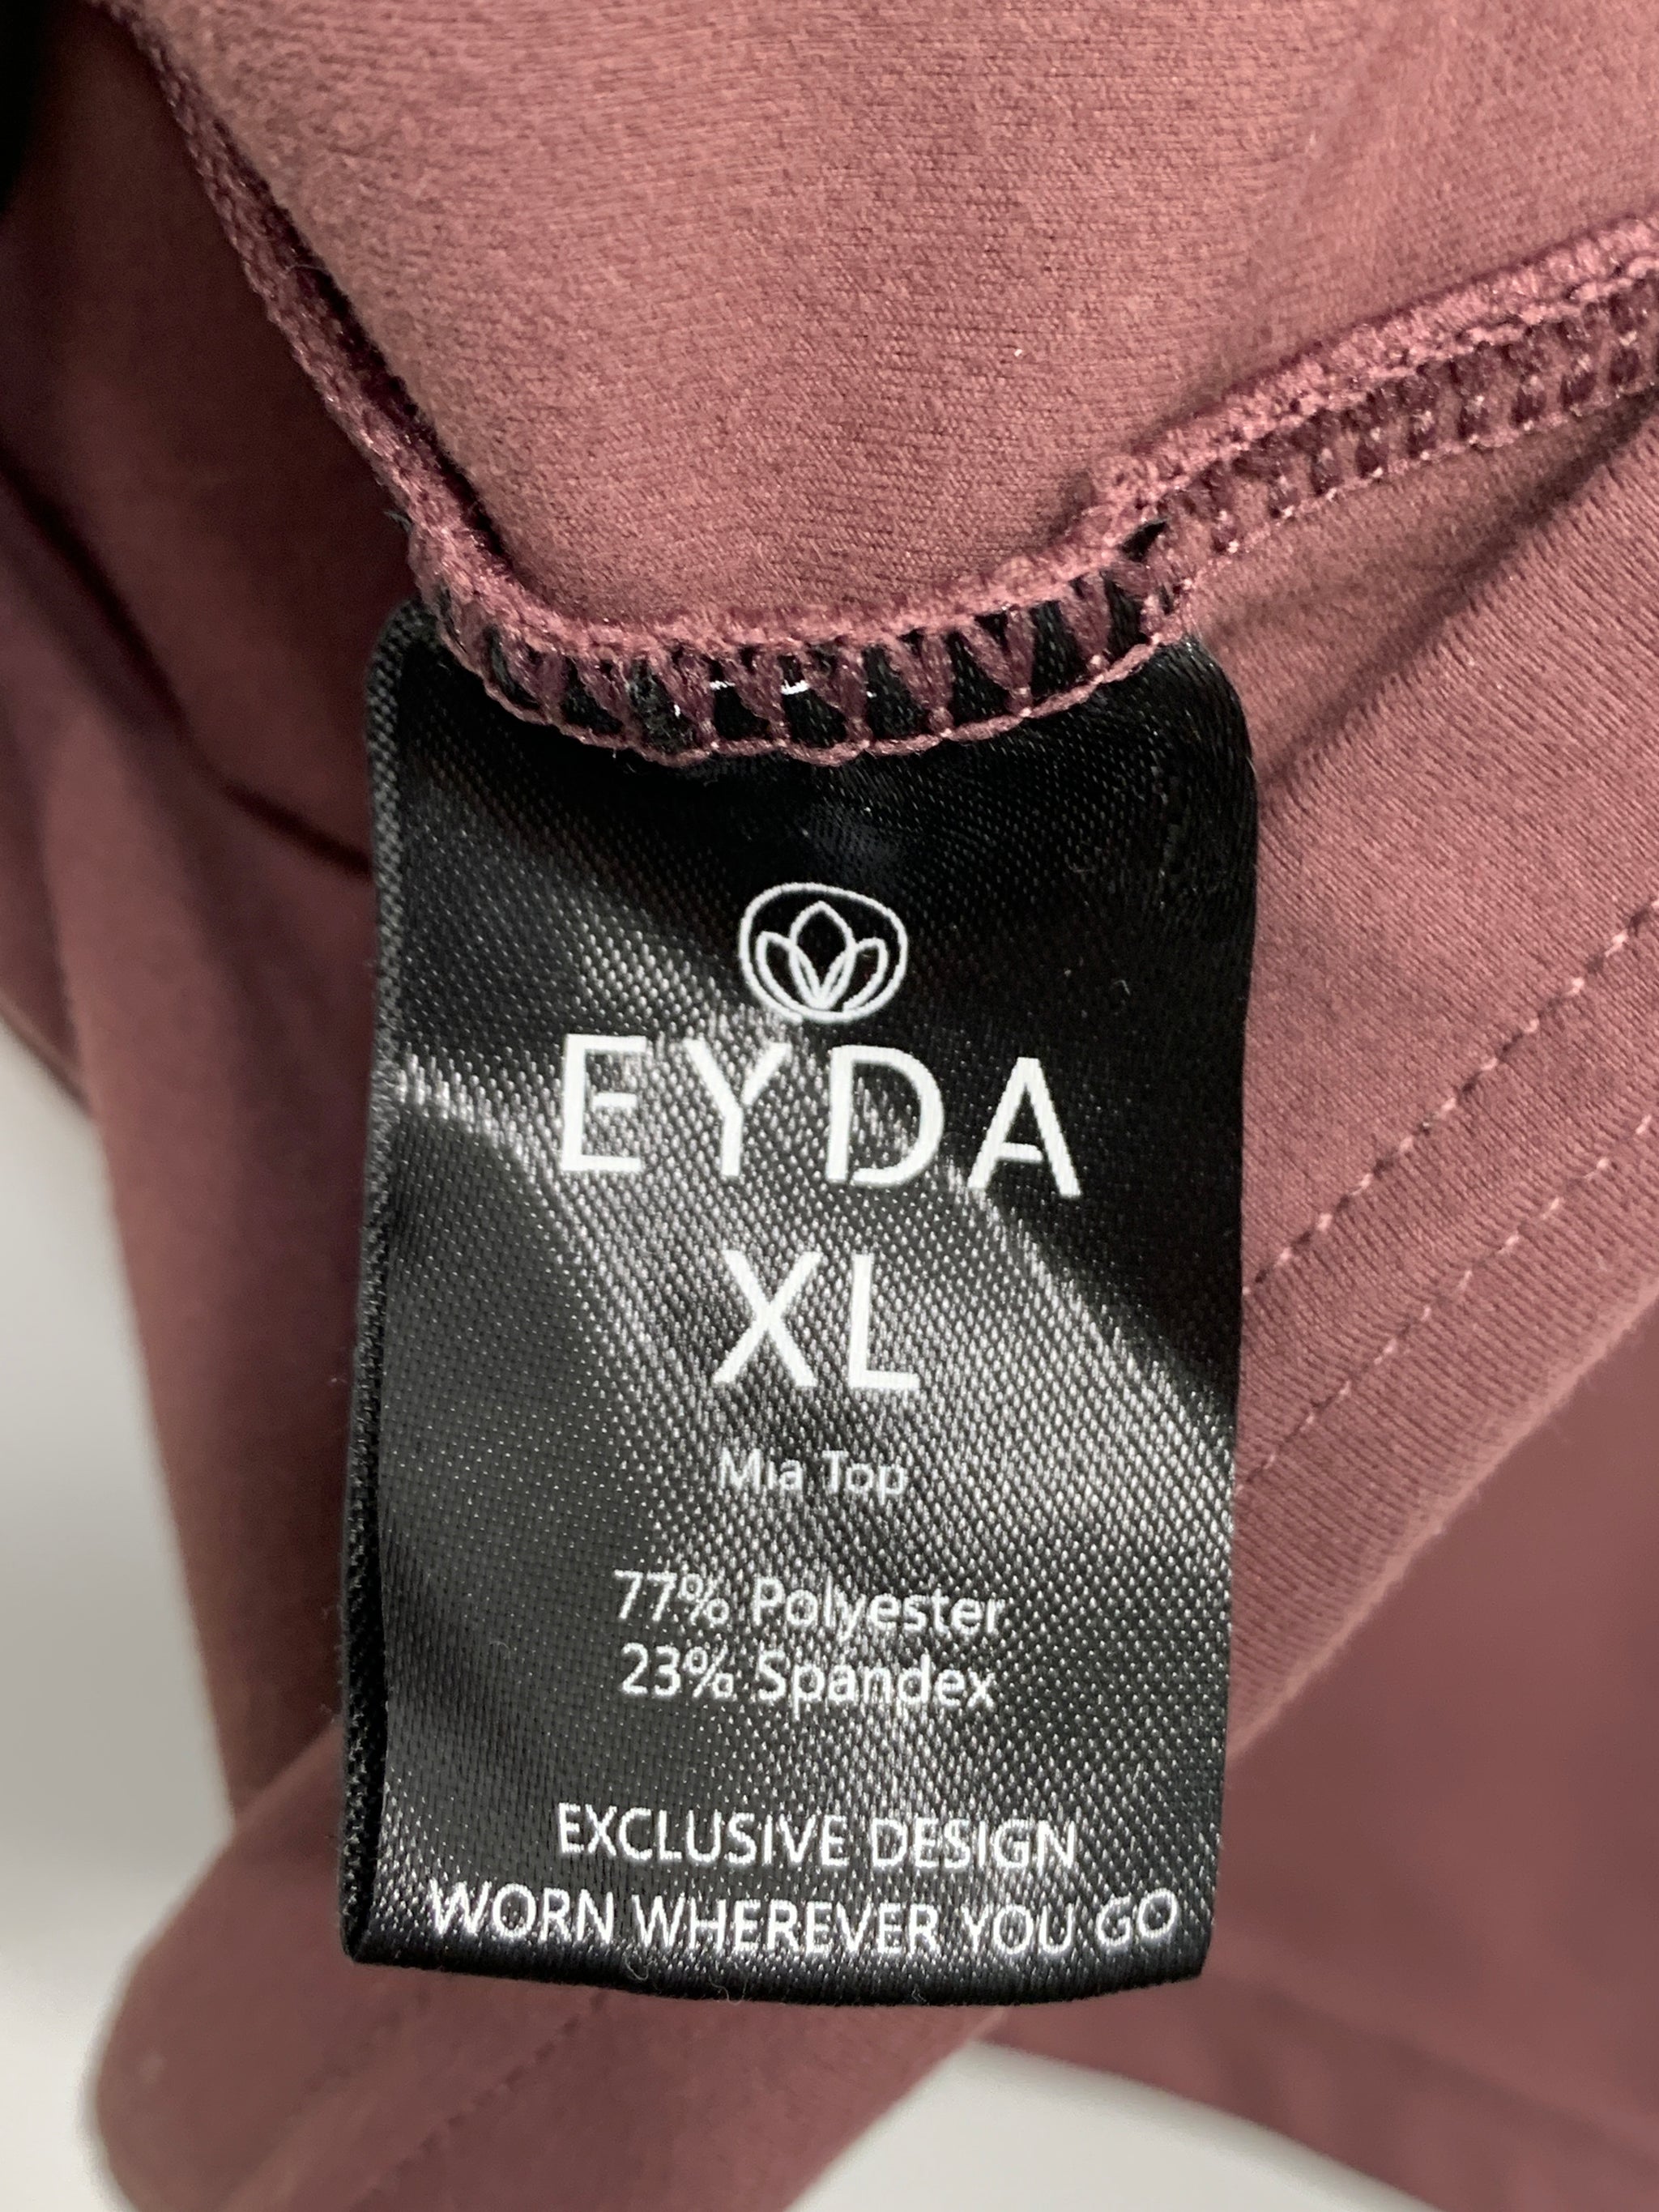 EYDA
XL
Mia Top
77% Polyester
23% Spandex
EXCLUSIVE DESIGN
WORN WHEREVER YOU GO